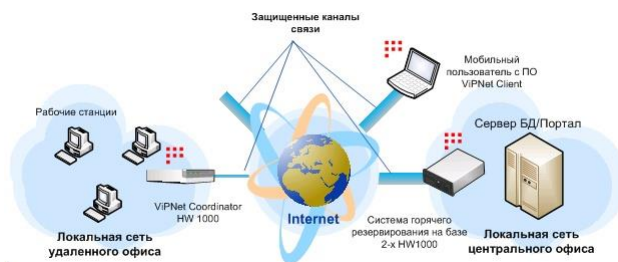 Защищенные каналы
связи
Мобильный
пользователь с ПО
ViPNet Client
Рабочие станции
Сервер БД/Портал
ViPNet Coordinator
HW 1000
Internet
Система горячего
резервирования на базе
2-х HW1000
Локальная сеть
удаленного офиса
Локальная сеть
центрального офиса